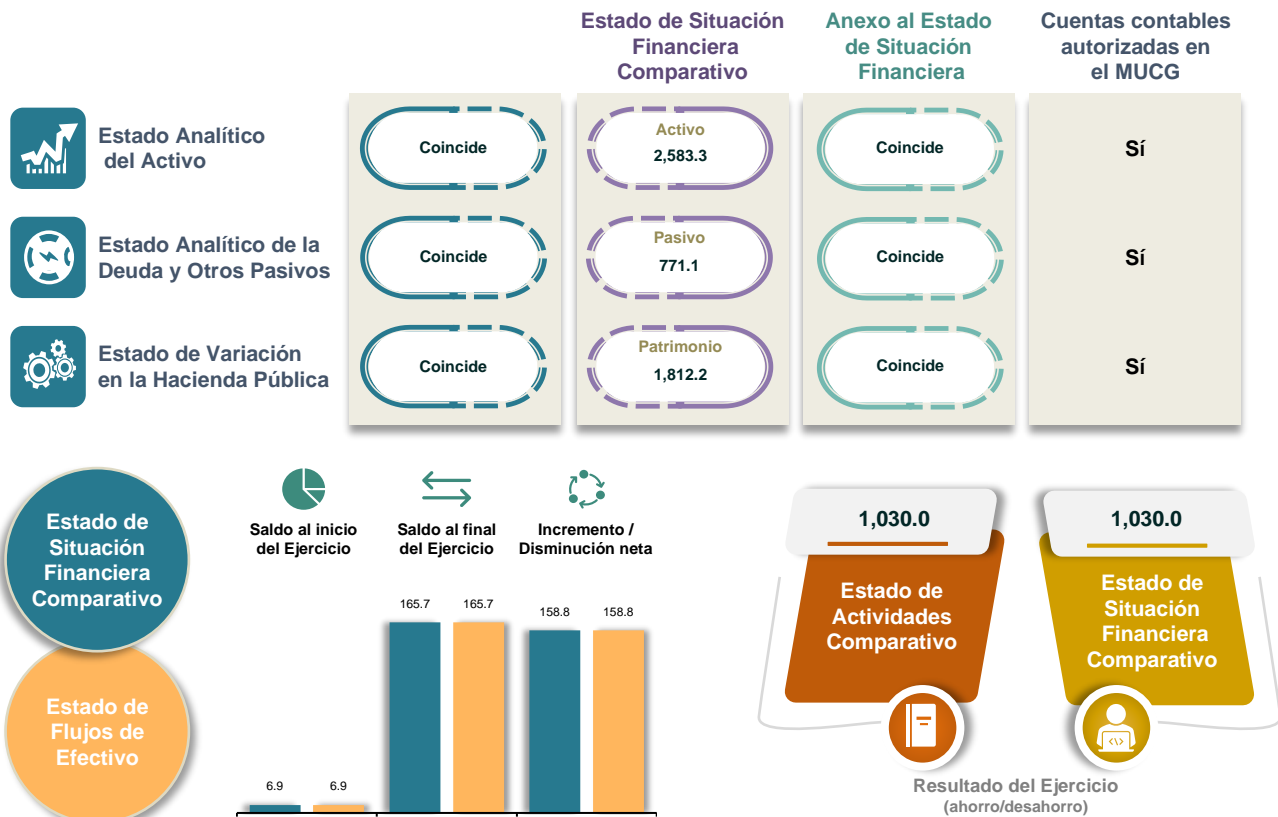 Estado de Situación
Financiera
Comparativo
Anexo al Estado
de Situación
Financiera
Cuentas contables
autorizadas en
el MUCG
Estado Analítico
del Activo
Coincide
Activo
2,583.3
Coincide
Sí
Estado Analítico de la
Deuda y Otros Pasivos
Coincide
Pasivo
771.1
Coincide
Sí
Estado de Variación
en la Hacienda Pública
Coincide
Patrimonio
1,812.2
Coincide
Sí
Estado de
Situación
Financiera
Comparativo
Estado de
Flujos de
Efectivo
Saldo al inicio
del Ejercicio
Saldo al final
del Ejercicio
Incremento /
Disminución neta
6.9
6.9
165.7
165.7
158.8
158.8
1,030.0
Estado de
Actividades
Comparativo
1,030.0
Estado de
Situación
Financiera
Comparativo
Resultado del Ejercicio
(ahorro/desahorro)